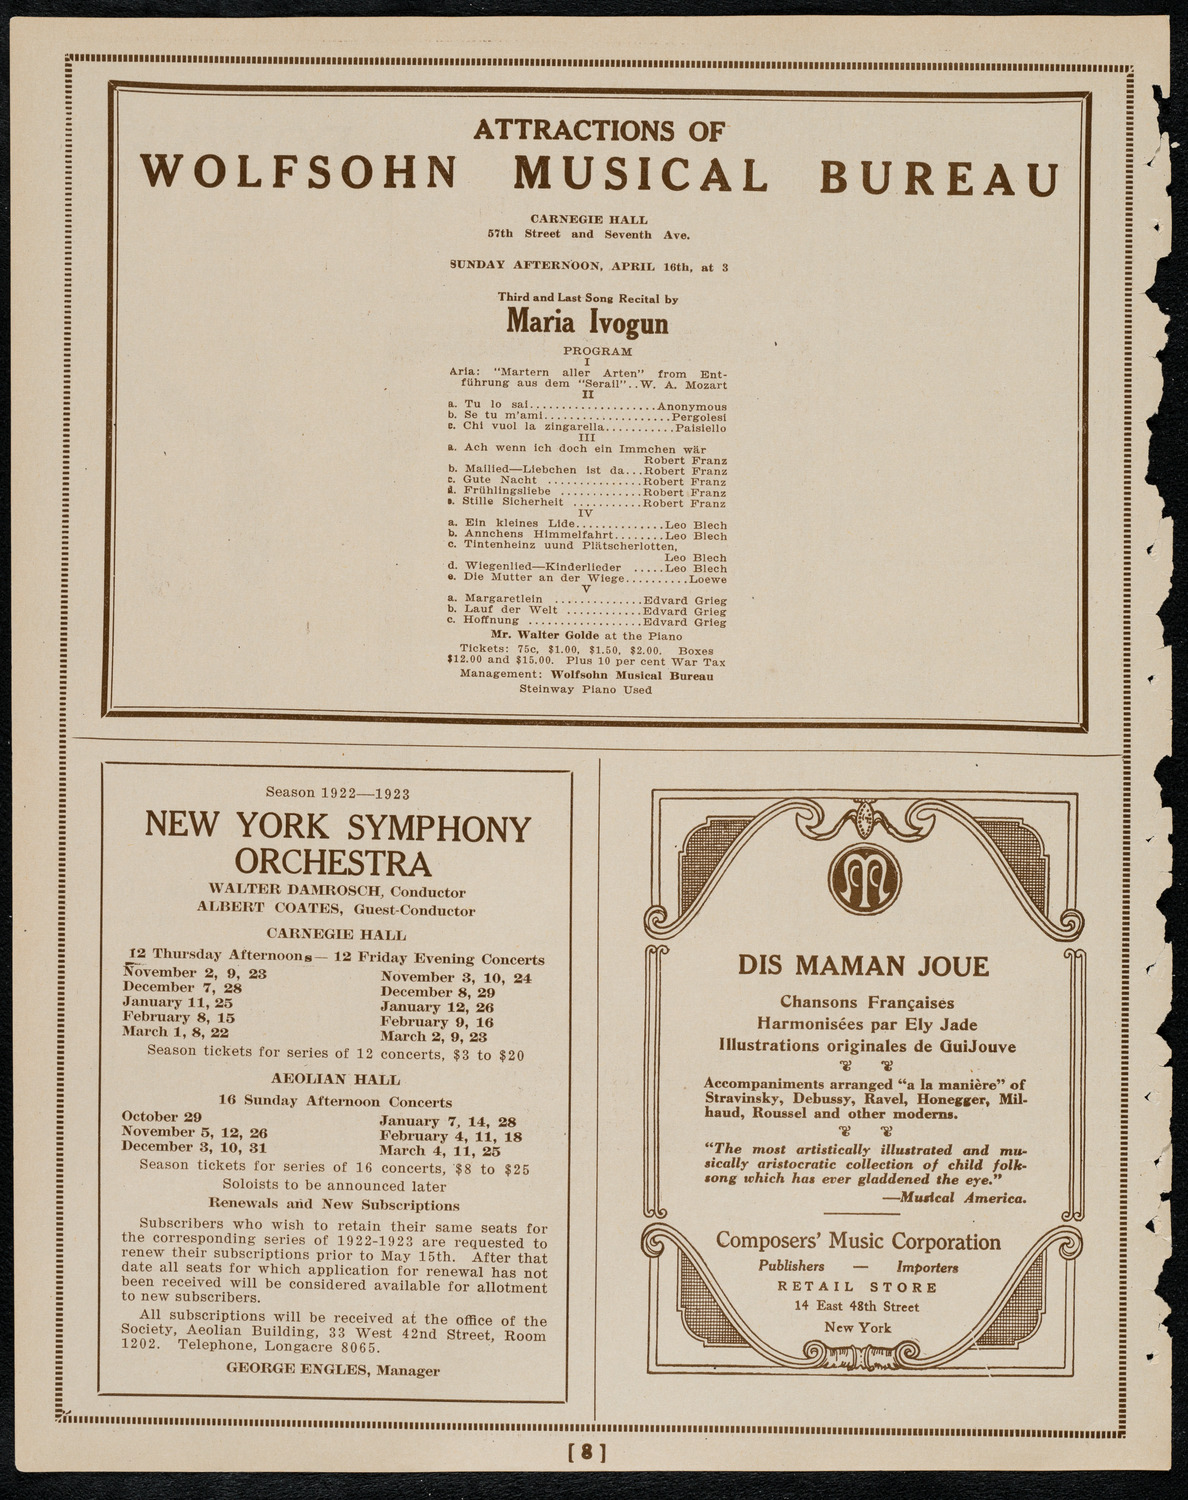 ATTRACTIONS OF
WOLFSOHN MUSICAL BUREAU
CARNEGIE HALL
57th Street and Seventh Ave.
SUNDAY AFTERNOON, APRIL 16th, at 3
Third and Last Song Recital by
Maria Ivogun
PROGRAM
I
Aria: "Martern aller Arten" from Ent-
führung aus dem "Serail"..W. A. Mozart
II
a. Tu lo sai...................Anonymous
b. Se tu m'ami...................Pergolesi
c. Chi vuol la zingarella...........Paisiello
III
a. Ach wenn ich doch ein Immchen wär
Robert Franz
b. Mailied—Liebchen ist da...Robert Franz
c. Gute Nacht ..............Robert Franz
d. Frühlingsliebe ............Robert Franz
e. Stille Sicherheit ..........Robert Franz
IV
a. Ein kleines Lide.............Leo Blech
b. Annchens Himmelfahrt........Leo Blech
c. Tintenheinz uund Plätscherlotten,
Leo Blech
d. Wiegenlied—Kinderlieder .....Leo Blech
e. Die Mutter an der Wiege..........Loewe
V
a. Margaretlein .............Edvard Grieg
b. Lauf der Welt ...........Edvard Grieg
c. Hoffnung .................Edvard Grieg
Mr. Walter Golde at the Piano
Tickets: 75c, $1.00, $1.50, $2.00. Boxes
$12.00 and $15.00. Plus 10 per cent War Tax
Management: Wolfsohn Musical Bureau
Steinway Piano Used
Season 1922—1923
NEW YORK SYMPHONY
ORCHESTRA
WALTER DAMROSCH, Conductor
ALBERT COATES, Guest-Conductor
CARNEGIE HALL
12 Thursday Afternoons— 12 Friday Evening Concerts
November 2, 9, 23 November 3, 10, 24
December 7, 28 December 8, 29
January 11, 25 January 12, 26
February 8, 15 February 9, 16
March 1, 8, 22 March 2, 9, 23
Season tickets for series of 12 concerts, $3 to $20
AEOLIAN HALL
16 Sunday Afternoon Concerts
October 29 January 7, 14, 28
November 5, 12, 26 February 4, 11, 18
December 3, 10, 31 March 4, 11, 25
Season tickets for series of 16 concerts, $8 to $25
Soloists to be announced later
Renewals and New Subscriptions
Subscribers who wish to retain their same seats for
the corresponding series of 1922-1923 are requested to
renew their subscriptions prior to May 15th. After that
date all seats for which application for renewal has not
been received will be considered available for allotment
to new subscribers.
All subscriptions will be received at the office of the
Society, Aeolian Building, 33 West 42nd Street, Room
1202. Telephone, Longacre 8065.
GEORGE ENGLES, Manager
M
DIS MAMAN JOUE
Chansons Françaises
Harmonisées par Ely Jade
Illustrations originales de GuiJouve
Accompaniments arranged "a la manière" of
Stravinsky, Debussy, Ravel, Honegger, Mil-
haud, Roussel and other moderns.
"The most artistically illustrated and mu-
sically aristocratic collection of child folk-
song which has ever gladdened the eye."
—Musical America.
Composers' Music Corporation
Publishers — Importers
RETAIL STORE
14 East 48th Street
New York
[ 8 ]